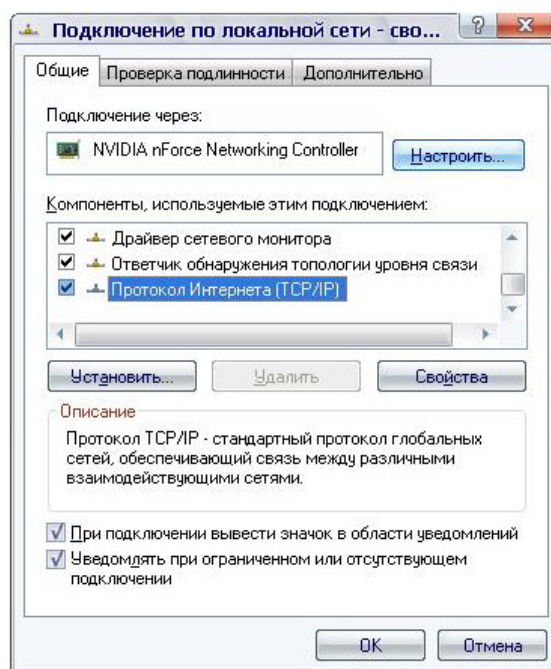 Подключение по локальной сети - сво...
Общие
Проверка подлинности
Дополнительно
Подключение через:
NVIDIA nForce Networking Controller
Настроить...
Компоненты, используемые этим подключением:
Драйвер сетевого монитора
Ответчик обнаружения топологии уровня связи
Протокол Интернета (TCP/IP)
Установить...
Удалить
Свойства
Описание
Протокол TCP/IP - стандартный протокол глобальных
сетей, обеспечивающий связь между различными
взаимодействующими сетями.
При подключении вывести значок в области уведомлений
Уведомлять при ограниченном или отсутствующем
подключении
OK
Отмена